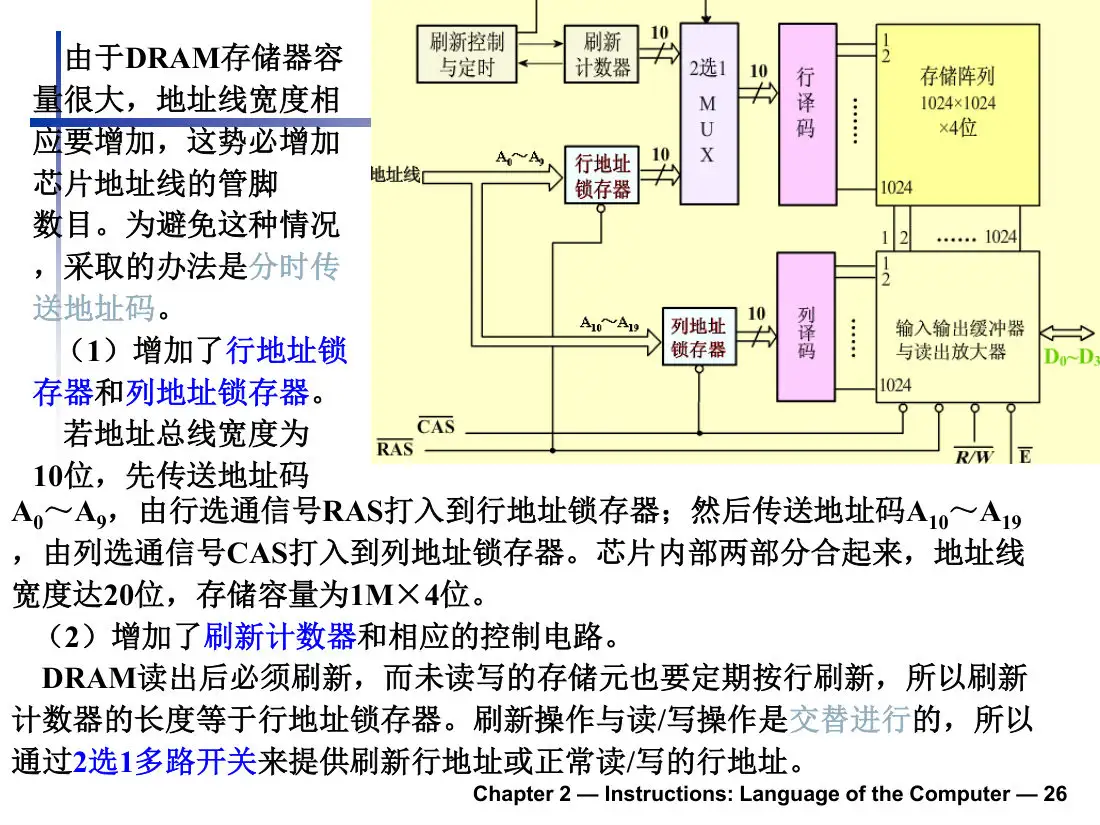 由于DRAM存储器容
量很大，地址线宽度相
应要增加，这势必增加
芯片地址线的管脚
数目。为避免这种情况
，采取的办法是分时传
送地址码。
（1）增加了行地址锁
存器和列地址锁存器。
若地址总线宽度为
10位，先传送地址码
A0～A9，由行选通信号RAS打入到行地址锁存器；然后传送地址码A10～A19
，由列选通信号CAS打入到列地址锁存器。芯片内部两部分合起来，地址线
宽度达20位，存储容量为1M×4位。
（2）增加了刷新计数器和相应的控制电路。
DRAM读出后必须刷新，而未读写的存储元也要定期按行刷新，所以刷新
计数器的长度等于行地址锁存器。刷新操作与读/写操作是交替进行的，所以
通过2选1多路开关来提供刷新行地址或正常读/写的行地址。
刷新控制
与定时
刷新
计数器
10
2选1
M
U
X
10
行
译
码
1
2
1024
存储阵列
1024×1024
×4位
地址线
A0～A9
行地址
锁存器
10
1 2 …… 1024
A10～A19
列地址
锁存器
10
列
译
码
1
2
1024
输入输出缓冲器
与读出放大器
D0~D3
CAS
RAS
R/W
E
Chapter 2 — Instructions: Language of the Computer — 26